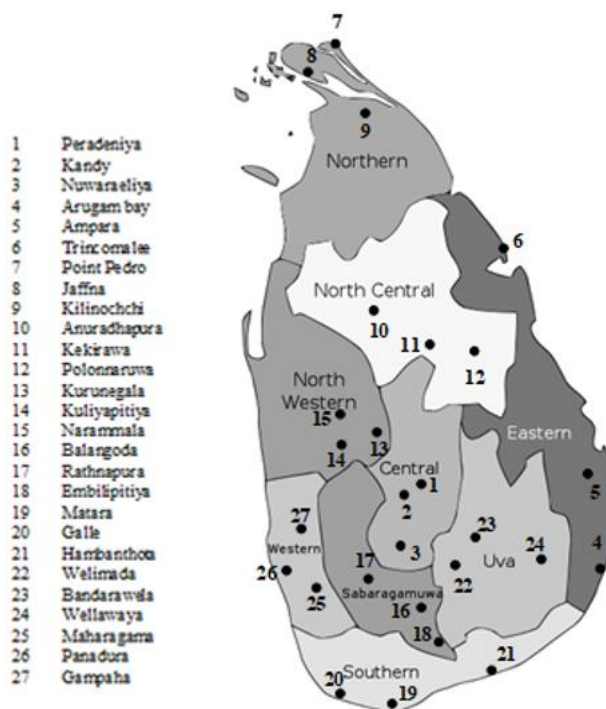 1 Peradeniya
2 Kandy
3 Nuwaraeliya
4 Arugam bay
5 Ampara
6 Trincomalee
7 Point Pedro
8 Jaffna
9 Kilinochchi
10 Anuradhapura
11 Kekirawa
12 Polonnaruwa
13 Kurunegala
14 Kuliyapitiya
15 Narammala
16 Balangoda
17 Rathnapura
18 Embilipitiya
19 Matara
20 Galle
21 Hambanthota
22 Welimada
23 Bandarawela
24 Wellawaya
25 Maharagama
26 Panadura
27 Gampaha
7
8
9
Northern
6
North Central
10
11
12
North
Western
15
14
13
Eastern
Central
1
2
3
5
4
27
Western
26
25
17
Sabaragamuwa
16
18
23
22
24
Uva
Southern
20
19
21